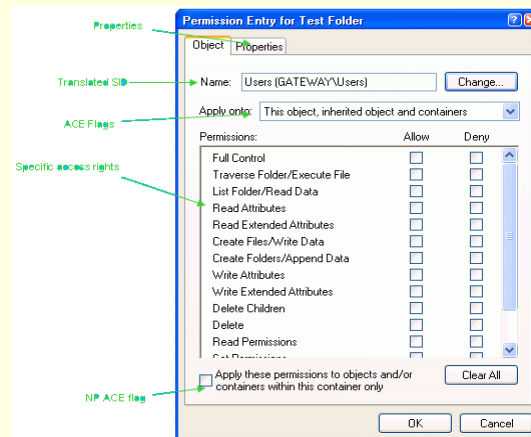 Permission Entry for Test Folder
Properties
Object
Properties
Translated SID
Name:
Users (GATEWAY\Users)
Change...
ACE Flags
Apply onto:
This object, inherited object and containers
Permissions:
Allow
Deny
Specific access rights
Full Control
Traverse Folder/Execute File
List Folder/Read Data
Read Attributes
Read Extended Attributes
Create Files/Write Data
Create Folders/Append Data
Write Attributes
Write Extended Attributes
Delete Children
Delete
Read Permissions
Set Permissions
NP ACE flag
Apply these permissions to objects and/or
containers within this container only
Clear All
OK
Cancel